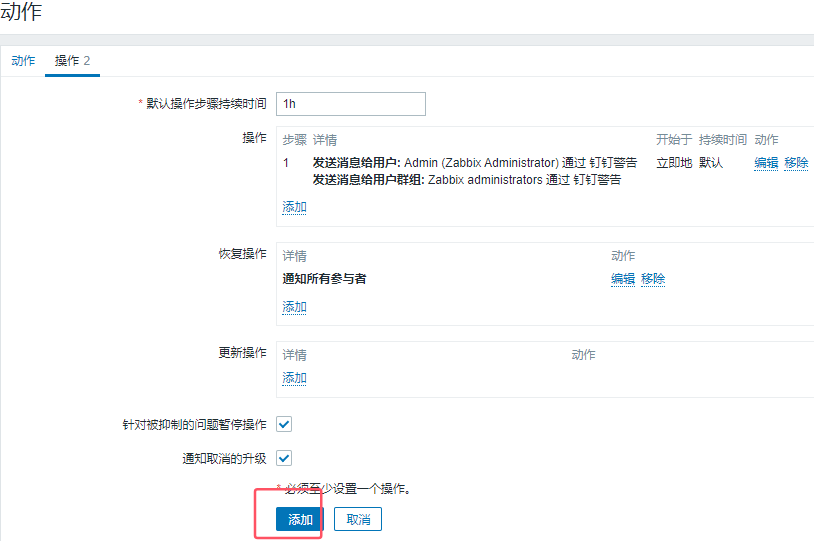 动作
动作 操作 2
* 默认操作步骤持续时间 1h
操作 步骤 详情 开始于 持续时间 动作
1 发送消息给用户: Admin (Zabbix Administrator) 通过 钉钉警告 立即地 默认 编辑 移除
发送消息给用户群组: Zabbix administrators 通过 钉钉警告
添加
恢复操作 详情 动作
通知所有参与者 编辑 移除
添加
更新操作 详情 动作
添加
针对被抑制的问题暂停操作
通知取消的升级
* 必须至少设置一个操作。
添加 取消